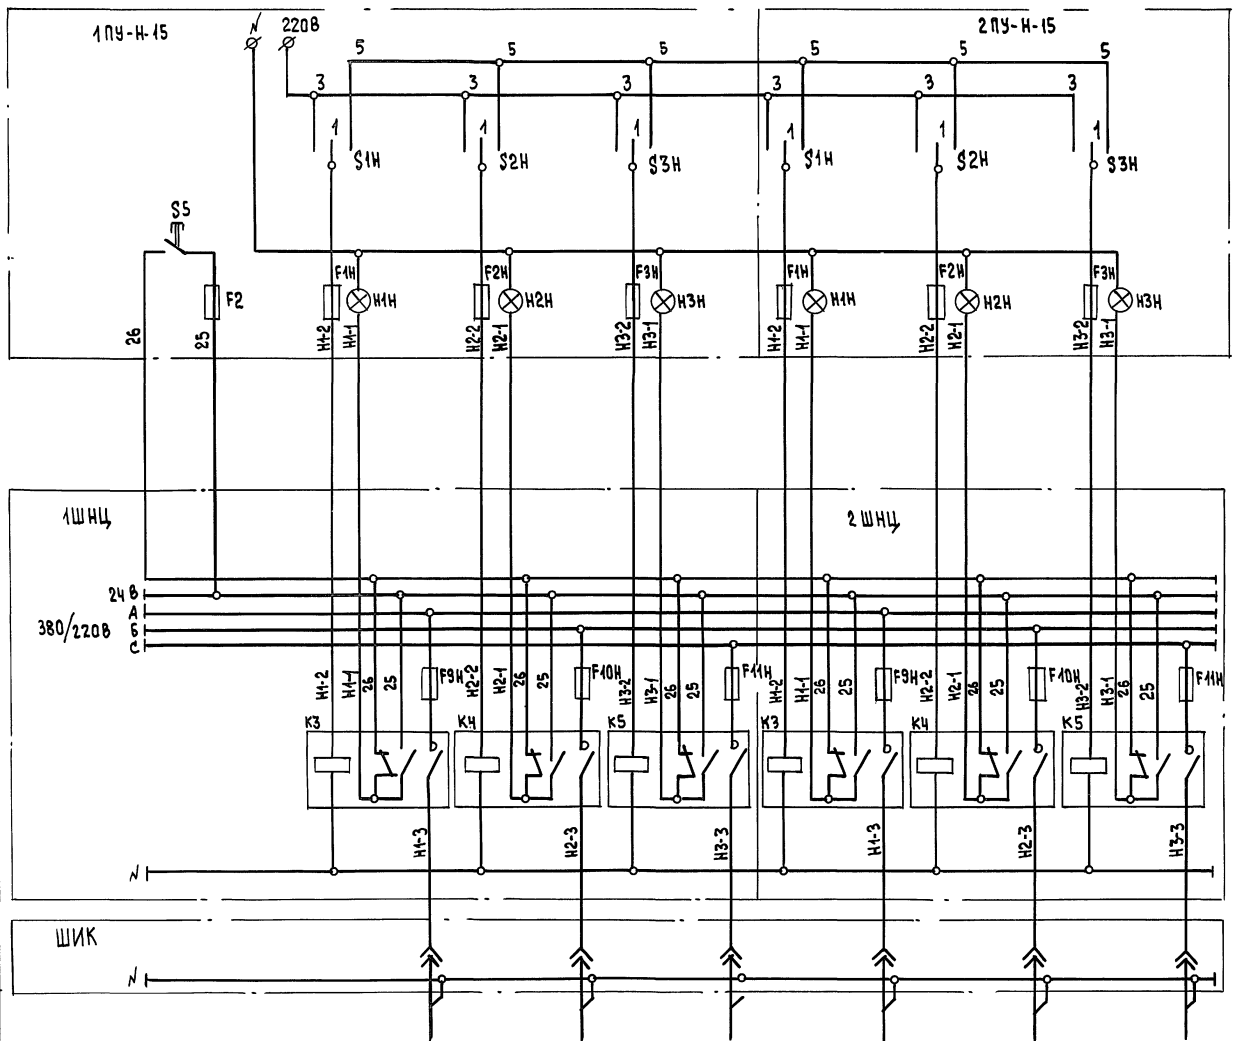 1ПУ-Н-15 N 220В 2ПУ-Н-15
5 5 5 5 5 5
3 3 3 3 3 3
1 1 1 1 1 1
S1Н S2Н S3Н S1Н S2Н S3Н
S5
F1Н F2Н F3Н F1Н F2Н F3Н
F2 Н1Н Н2Н Н3Н Н1Н Н2Н Н3Н
26 25 Н1-2 Н1-1 Н2-2 Н2-1 Н3-2 Н3-1 Н1-2 Н1-1 Н2-2 Н2-1 Н3-2 Н3-1
1ШНЦ 2ШНЦ
24В
А
380/220В Б
С
Н1-2 Н1-1 26 25 F9Н Н2-2 Н2-1 26 25 F10Н Н3-2 Н3-1 26 25 F11Н Н1-2 Н1-1 26 25 F9Н Н2-2 Н2-1 26 25 F10Н Н3-2 Н3-1 26 25 F11Н
К3 К4 К5 К3 К4 К5
Н1-3 Н2-3 Н3-3 Н1-3 Н2-3 Н3-3
N
ШИК
N